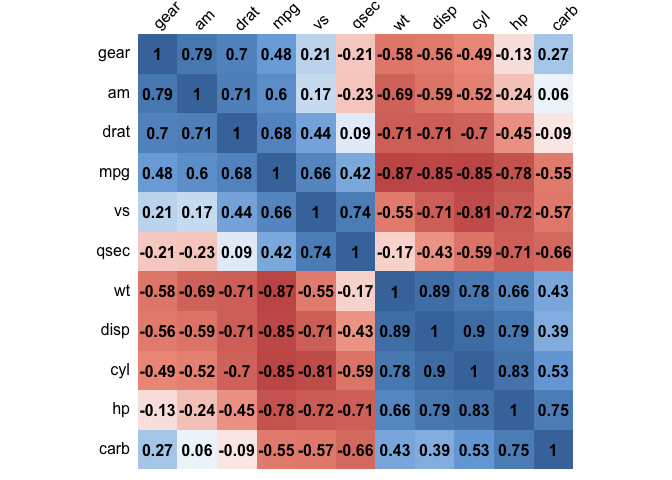 gear am drat mpg vs qsec wt disp cyl hp carb
gear 1 0.79 0.7 0.48 0.21 -0.21 -0.58 -0.56 -0.49 -0.13 0.27
am 0.79 1 0.71 0.6 0.17 -0.23 -0.69 -0.59 -0.52 -0.24 0.06
drat 0.7 0.71 1 0.68 0.44 0.09 -0.71 -0.71 -0.7 -0.45 -0.09
mpg 0.48 0.6 0.68 1 0.66 0.42 -0.87 -0.85 -0.85 -0.78 -0.55
vs 0.21 0.17 0.44 0.66 1 0.74 -0.55 -0.71 -0.81 -0.72 -0.57
qsec -0.21 -0.23 0.09 0.42 0.74 1 -0.17 -0.43 -0.59 -0.71 -0.66
wt -0.58 -0.69 -0.71 -0.87 -0.55 -0.17 1 0.89 0.78 0.66 0.43
disp -0.56 -0.59 -0.71 -0.85 -0.71 -0.43 0.89 1 0.9 0.79 0.39
cyl -0.49 -0.52 -0.7 -0.85 -0.81 -0.59 0.78 0.9 1 0.83 0.53
hp -0.13 -0.24 -0.45 -0.78 -0.72 -0.71 0.66 0.79 0.83 1 0.75
carb 0.27 0.06 -0.09 -0.55 -0.57 -0.66 0.43 0.39 0.53 0.75 1